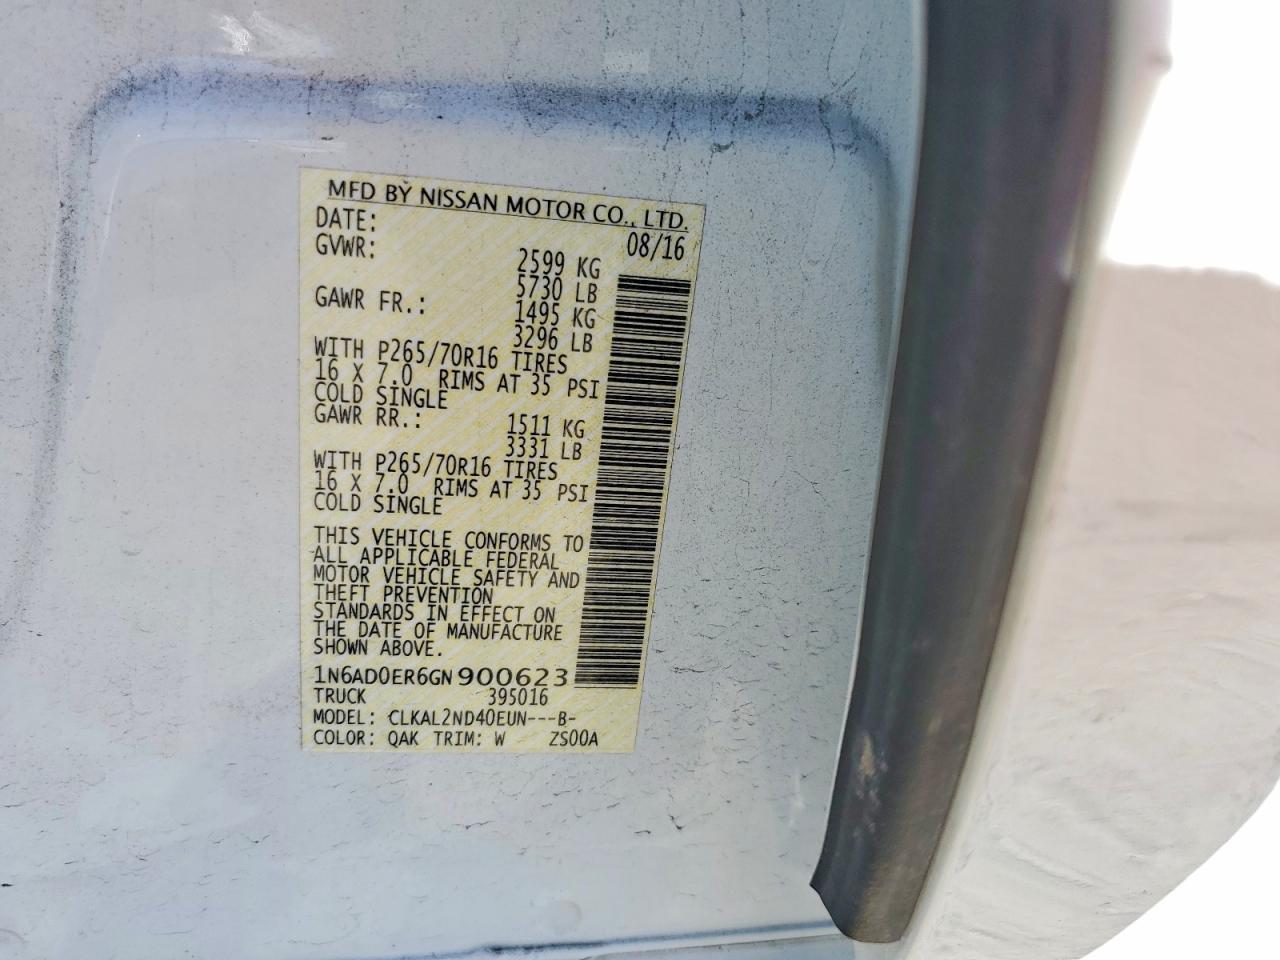 MFD BY NISSAN MOTOR CO., LTD.
DATE: 08/16
GVWR: 2599 KG
5730 LB
GAWR FR.: 1495 KG
3296 LB
WITH P265/70R16 TIRES
16 X 7.0 RIMS AT 35 PSI
COLD SINGLE
GAWR RR.: 1511 KG
3331 LB
WITH P265/70R16 TIRES
16 X 7.0 RIMS AT 35 PSI
COLD SINGLE
THIS VEHICLE CONFORMS TO
ALL APPLICABLE FEDERAL
MOTOR VEHICLE SAFETY AND
THEFT PREVENTION
STANDARDS IN EFFECT ON
THE DATE OF MANUFACTURE
SHOWN ABOVE.
1N6AD0ER6GN900623
TRUCK 395016
MODEL: CLKAL2ND40EUN---B-
COLOR: QAK TRIM: W ZS00A